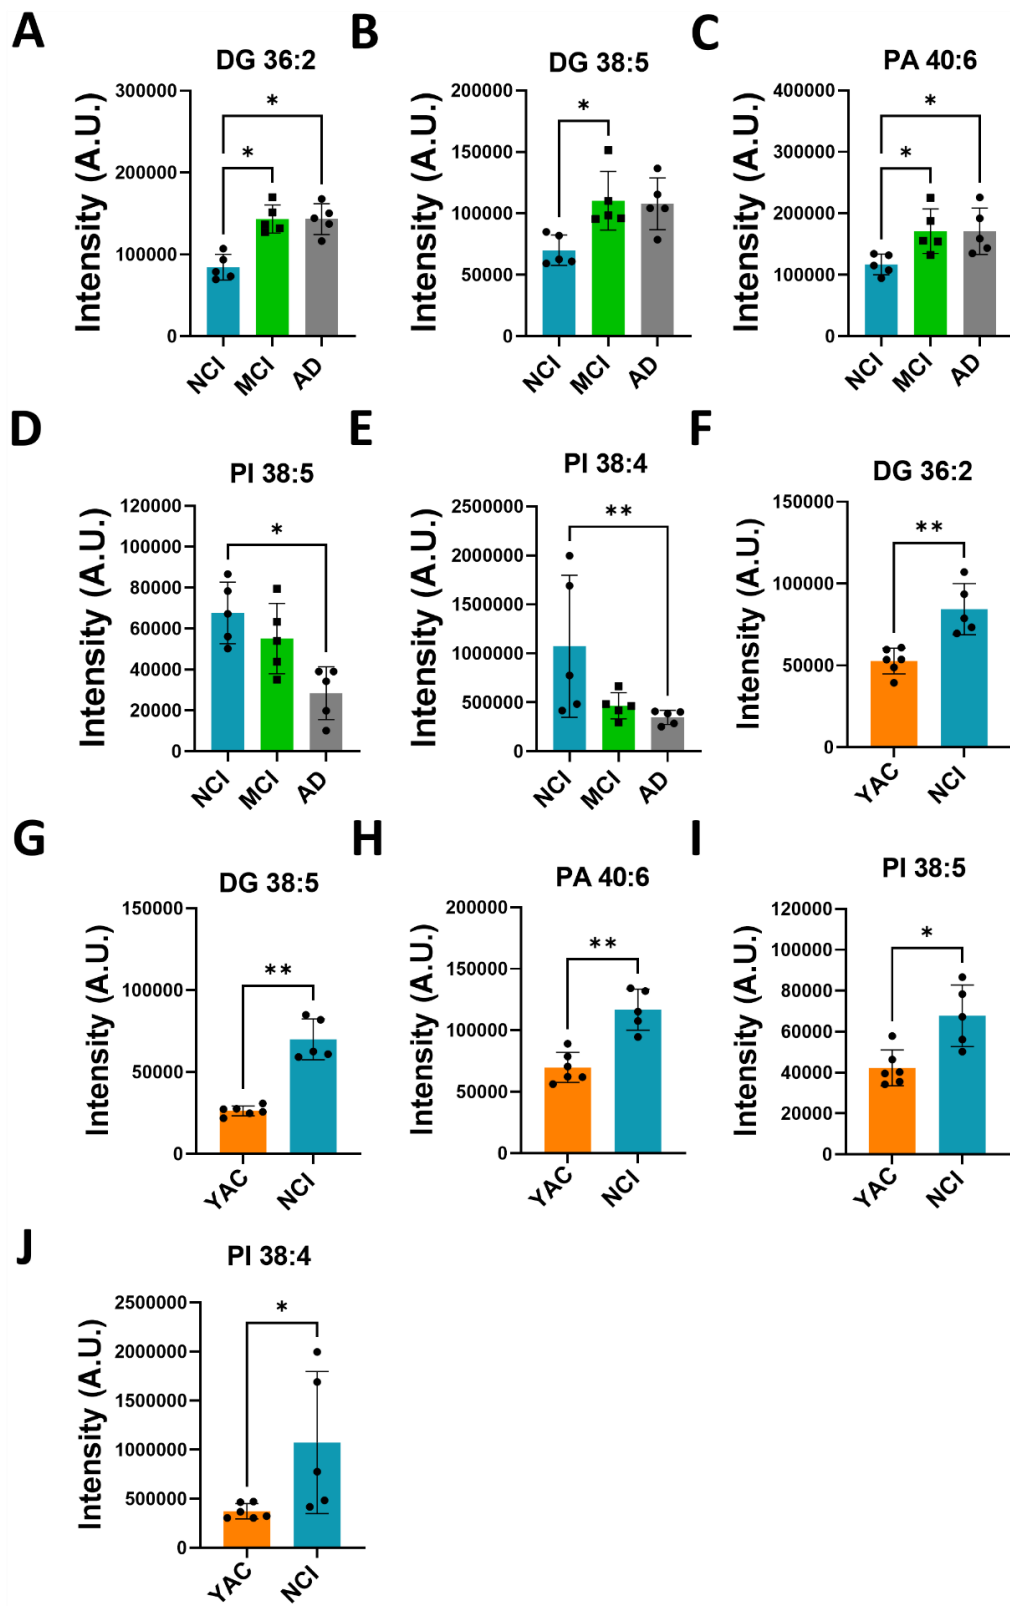 A
DG 36:2
Intensity (A.U.)
300000
200000
100000
0
*
*
NCI
MCI
AD
B
DG 38:5
Intensity (A.U.)
200000
150000
100000
50000
0
*
NCI
MCI
AD
C
PA 40:6
Intensity (A.U.)
400000
300000
200000
100000
0
*
*
NCI
MCI
AD
D
PI 38:5
Intensity (A.U.)
120000
100000
80000
60000
40000
20000
0
*
NCI
MCI
AD
E
PI 38:4
Intensity (A.U.)
2500000
2000000
1500000
1000000
500000
0
**
NCI
MCI
AD
F
DG 36:2
Intensity (A.U.)
150000
100000
50000
0
**
YAC
NCI
G
DG 38:5
Intensity (A.U.)
150000
100000
50000
0
**
YAC
NCI
H
PA 40:6
Intensity (A.U.)
200000
150000
100000
50000
0
**
YAC
NCI
I
PI 38:5
Intensity (A.U.)
120000
100000
80000
60000
40000
20000
0
*
YAC
NCI
J
PI 38:4
Intensity (A.U.)
2500000
2000000
1500000
1000000
500000
0
*
YAC
NCI